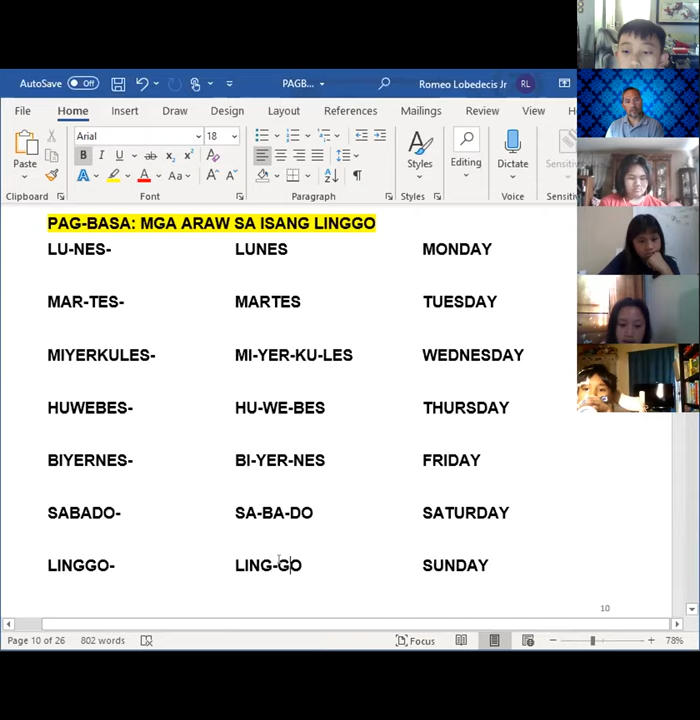 AutoSave Off PAGB... Romeo Lobedecis Jr RL
File Home Insert Draw Design Layout References Mailings Review View H
Arial 18
Paste Styles Editing Dictate Sensitiv
Clipboard Font Paragraph Styles Voice Sensitiv
PAG-BASA: MGA ARAW SA ISANG LINGGO
LU-NES- LUNES MONDAY
MAR-TES- MARTES TUESDAY
MIYERKULES- MI-YER-KU-LES WEDNESDAY
HUWEBES- HU-WE-BES THURSDAY
BIYERNES- BI-YER-NES FRIDAY
SABADO- SA-BA-DO SATURDAY
LINGGO- LING-GO SUNDAY
10
Page 10 of 26 802 words Focus 78%